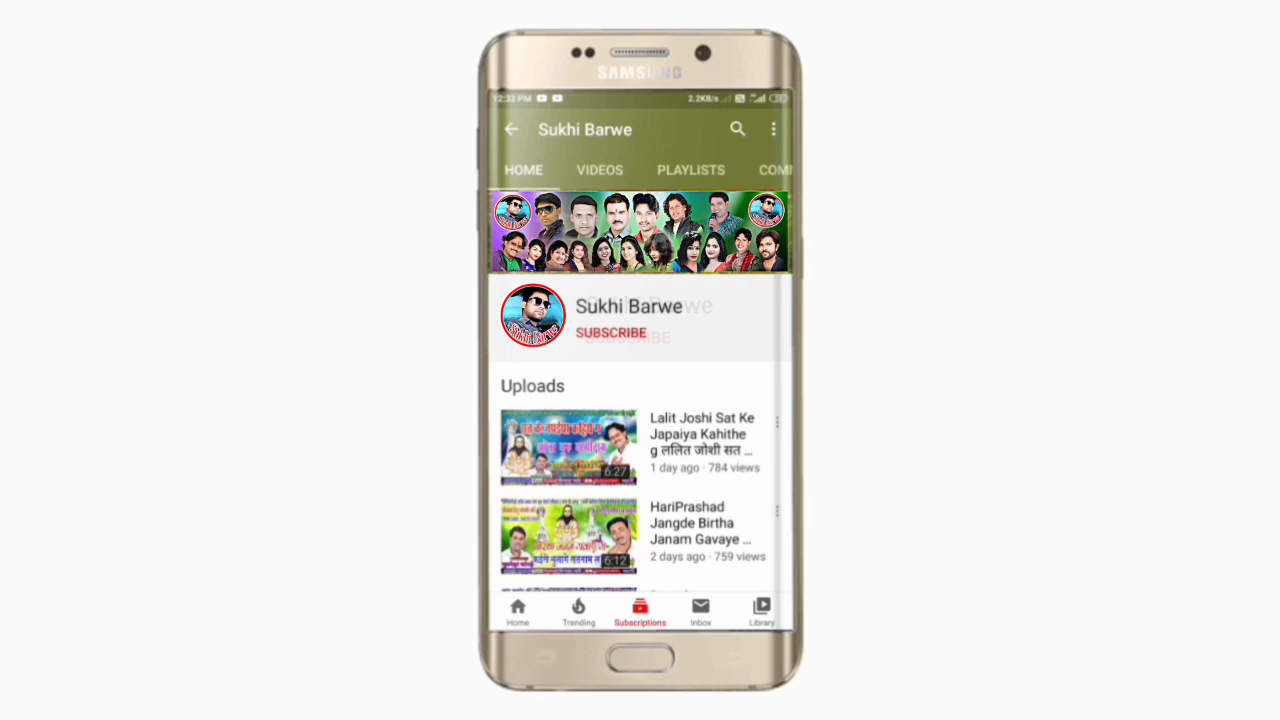 SAMSUNG
12:32 PM
2.2KB/s
Sukhi Barwe
HOME VIDEOS PLAYLISTS COM
Sukhi Barwe
SUBSCRIBE
Uploads
Lalit Joshi Sat Ke
Japaiya Kahithe
g ललित जोशी सत ...
1 day ago · 784 views
6:27
HariPrashad
Jangde Birtha
Janam Gavaye ...
2 days ago · 759 views
6:12
Home Trending Subscriptions Inbox Library